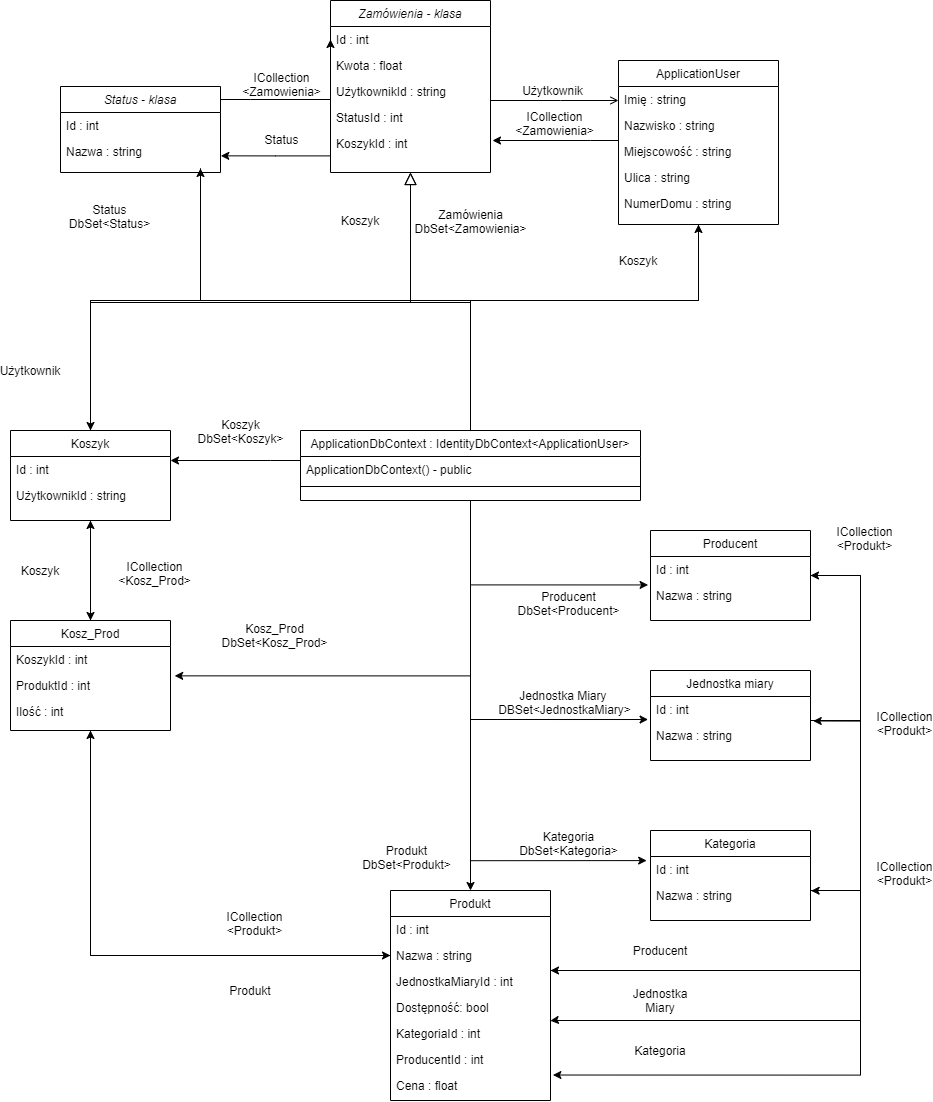 Zamówienia - klasa
Id : int
Kwota : float
UżytkownikId : string
StatusId : int
KoszykId : int
ICollection
<Zamowienia>
Status
Status - klasa
Id : int
Nazwa : string
Użytkownik
ICollection
<Zamowienia>
ApplicationUser
Imię : string
Nazwisko : string
Miejscowość : string
Ulica : string
NumerDomu : string
Status
DbSet<Status>
Koszyk
Zamówienia
DbSet<Zamowienia>
Koszyk
Użytkownik
Koszyk
Id : int
UżytkownikId : string
Koszyk
DbSet<Koszyk>
ApplicationDbContext : IdentityDbContext<ApplicationUser>
ApplicationDbContext() - public
Koszyk
ICollection
<Kosz_Prod>
Kosz_Prod
KoszykId : int
ProduktId : int
Ilość : int
Kosz_Prod
DbSet<Kosz_Prod>
Producent
DbSet<Producent>
Producent
Id : int
Nazwa : string
ICollection
<Produkt>
Jednostka Miary
DBSet<JednostkaMiary>
Jednostka miary
Id : int
Nazwa : string
ICollection
<Produkt>
Kategoria
DbSet<Kategoria>
Kategoria
Id : int
Nazwa : string
ICollection
<Produkt>
Produkt
DbSet<Produkt>
ICollection
<Produkt>
Produkt
Produkt
Id : int
Nazwa : string
JednostkaMiaryId : int
Dostępność: bool
KategoriaId : int
ProducentId : int
Cena : float
Producent
Jednostka
Miary
Kategoria